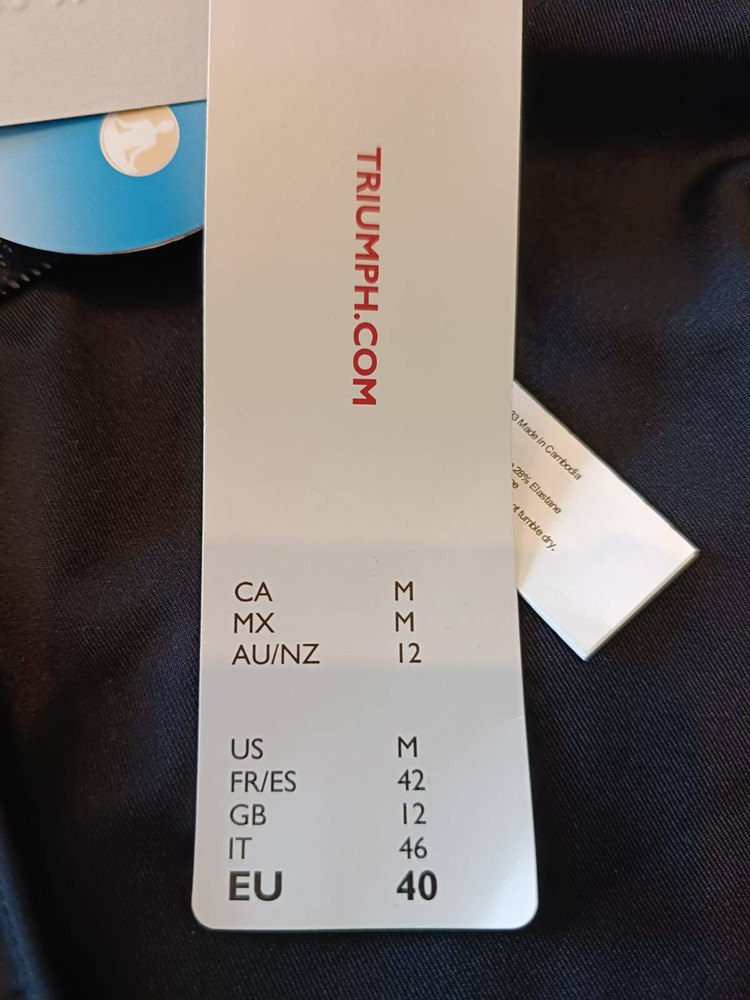 TRIUMPH.COM
CA M
MX M
AU/NZ 12
US M
FR/ES 42
GB 12
IT 46
EU 40
Made in Cambodia
28% Elastane
tumble dry,